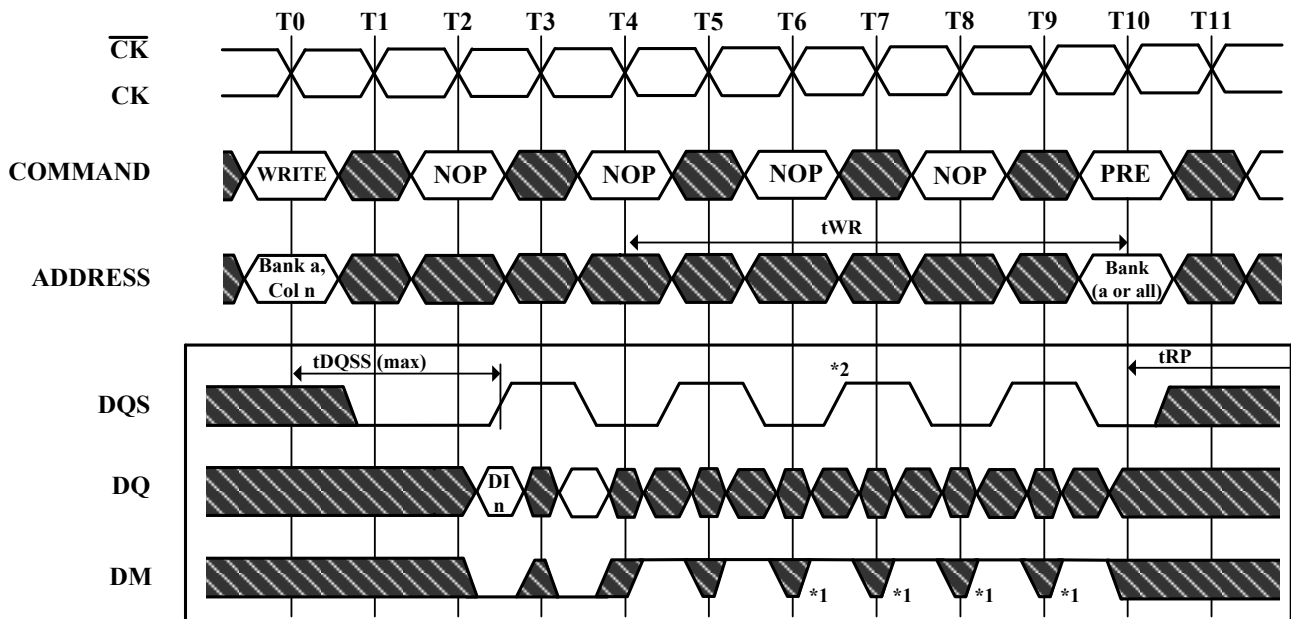 T0 T1 T2 T3 T4 T5 T6 T7 T8 T9 T10 T11
CK
CK
COMMAND WRITE NOP NOP NOP NOP PRE
tWR
ADDRESS Bank a, Col n Bank (a or all)
tDQSS (max) tRP
*2
DQS
DQ DI n
DM
*1 *1 *1 *1